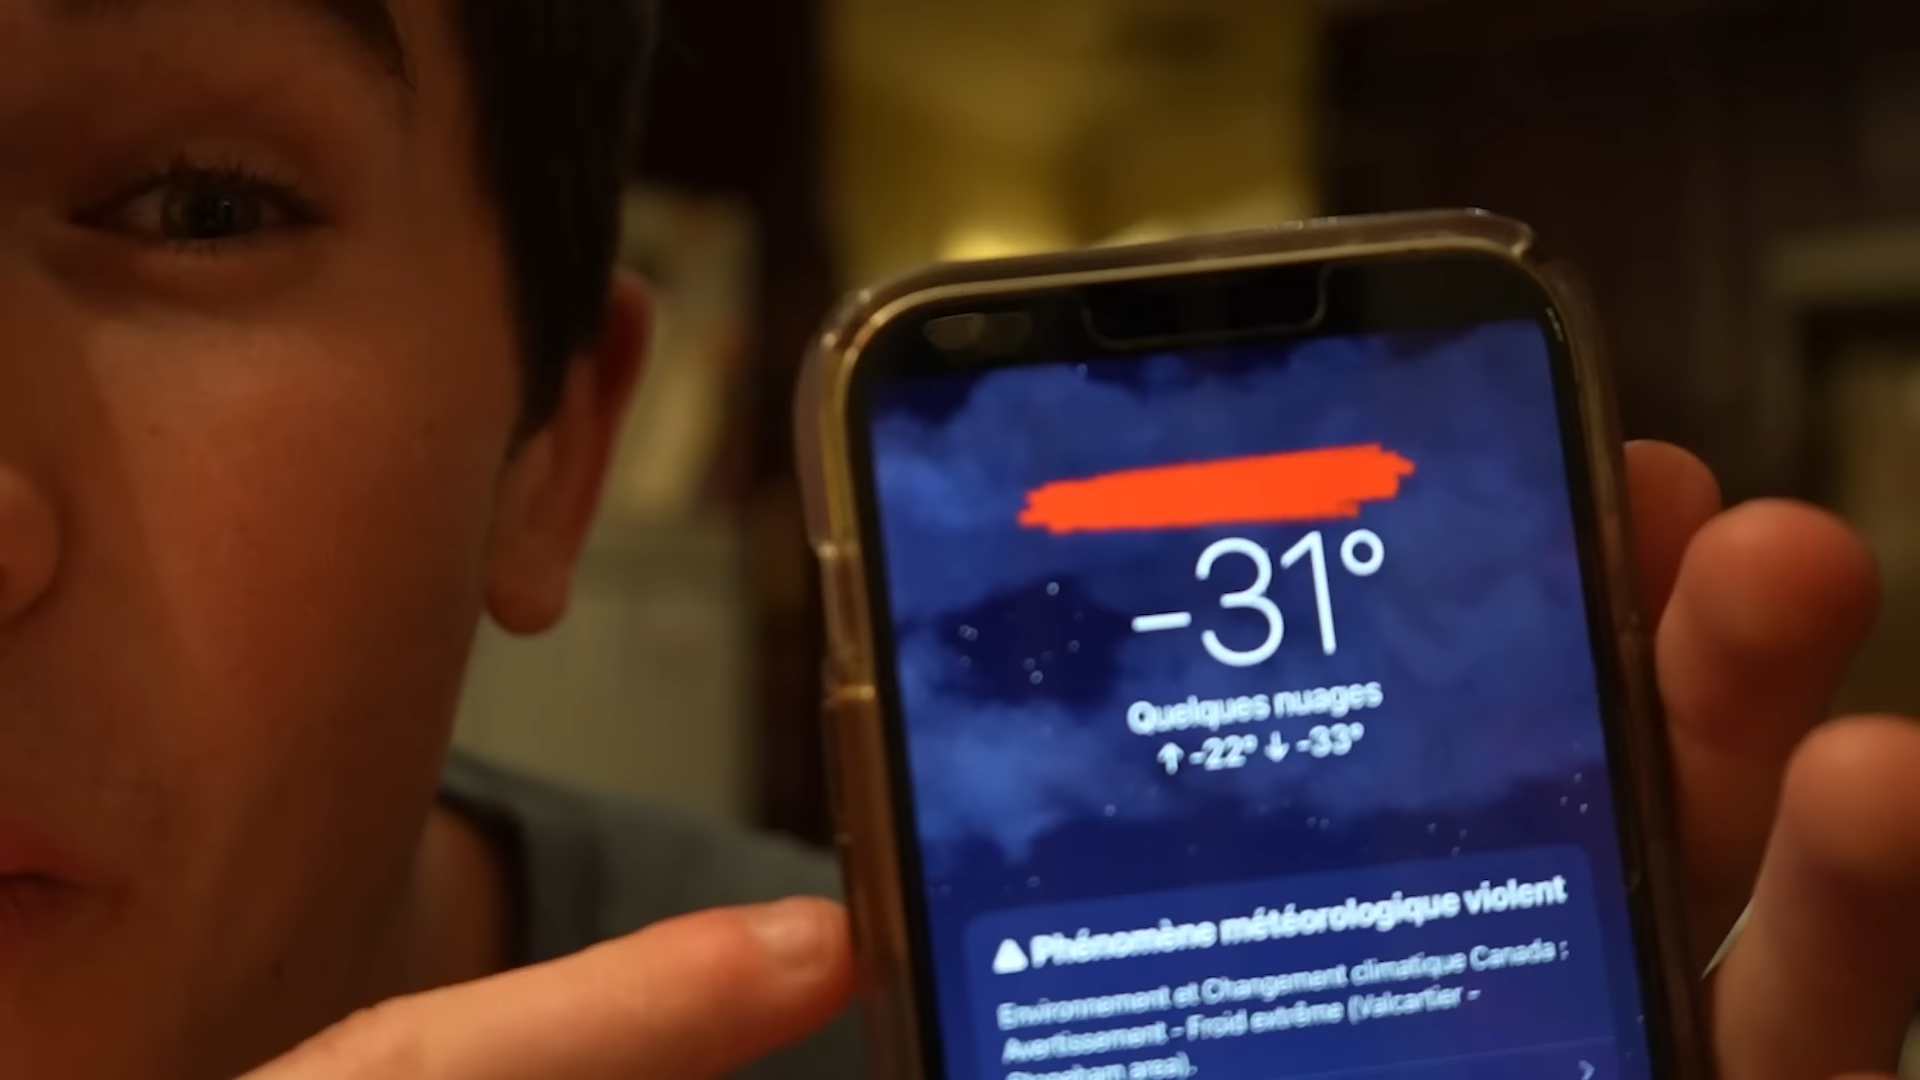 -31°
Quelques nuages
↑-22° ↓-33°
Phénomène météorologique violent
Environnement et Changement climatique Canada :
Avertissement - Froid extrême (Valcartier -
Stoneham area).